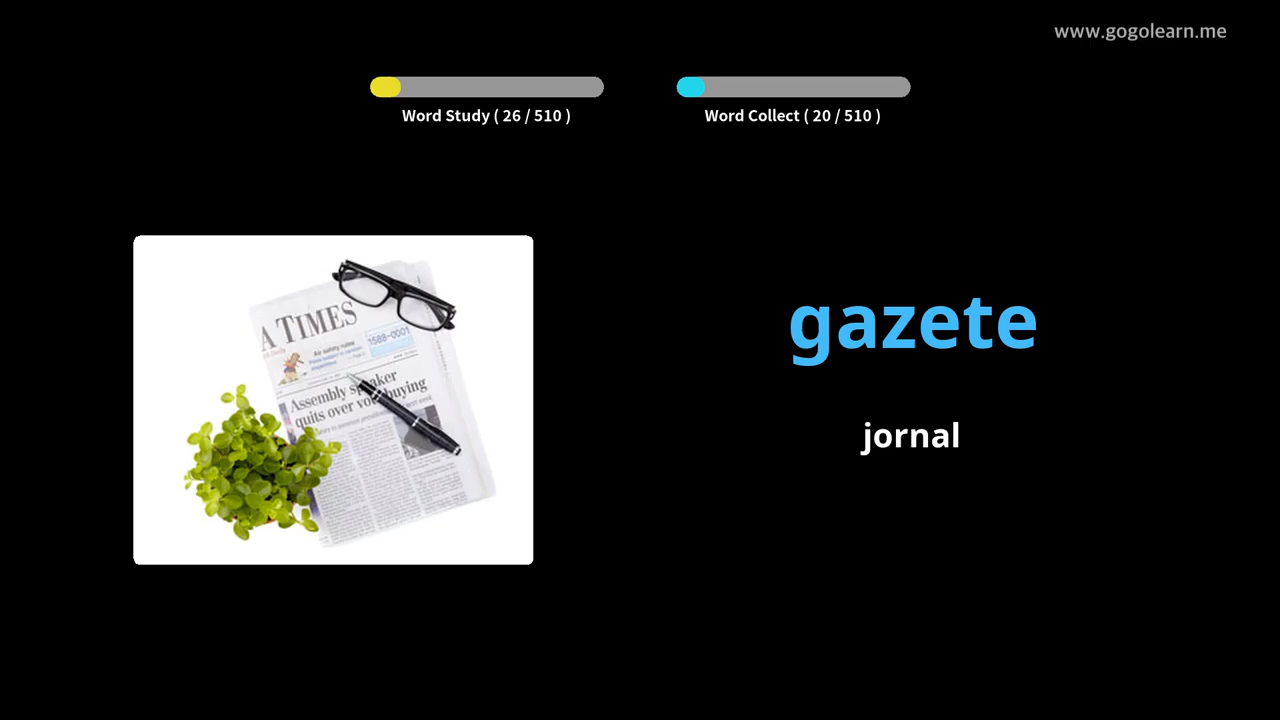 www.gogolearn.me
Word Study ( 26 / 510 )
Word Collect ( 20 / 510 )
A TIMES
Air safety rules
1588-0001
Assembly speaker
quits over vote buying
gazete
jornal